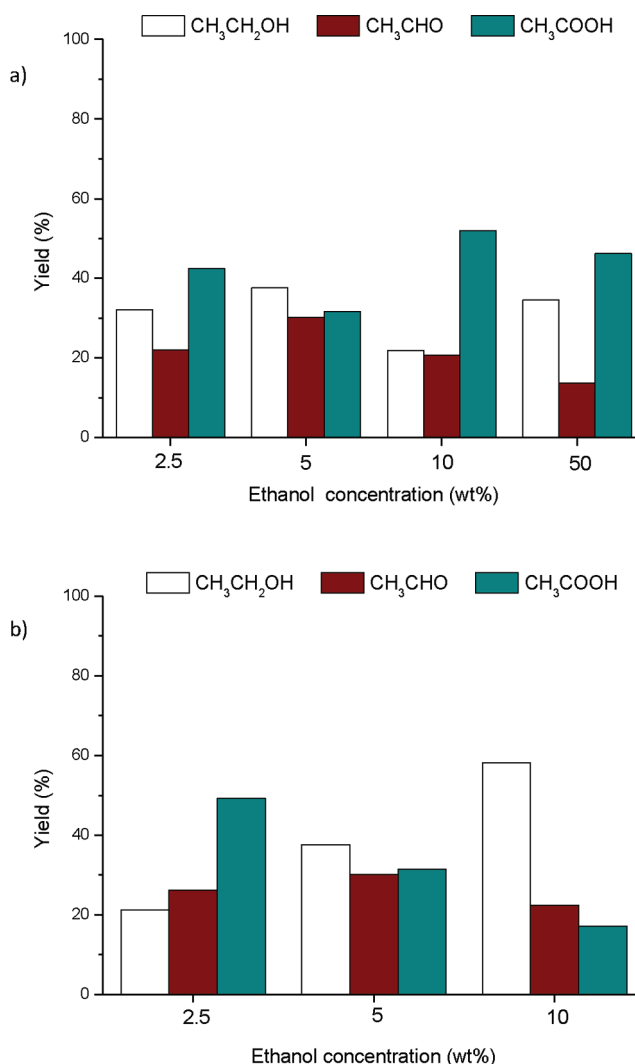 CH₃CH₂OH CH₃CHO CH₃COOH
a)
100
80
60
40
20
0
Yield (%)
2.5 5 10 50
Ethanol concentration (wt%)
CH₃CH₂OH CH₃CHO CH₃COOH
b)
100
80
60
40
20
0
Yield (%)
2.5 5 10
Ethanol concentration (wt%)